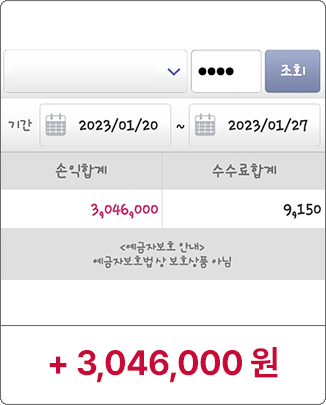 ●●●● 조회
기간 2023/01/20 ~ 2023/01/27
손익합계 수수료합계
3,046,000 9,150
<예금자보호 안내>
예금자보호법 상 보호상품 아님
+ 3,046,000 원